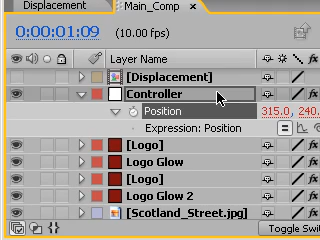 Displacement
Main_Comp
0:00:01:09
(10.00 fps)
Layer Name
[Displacement]
Controller
Position
315.0, 240.
Expression: Position
[Logo]
Logo Glow
[Logo]
Logo Glow 2
[Scotland_Street.jpg]
Toggle Swit